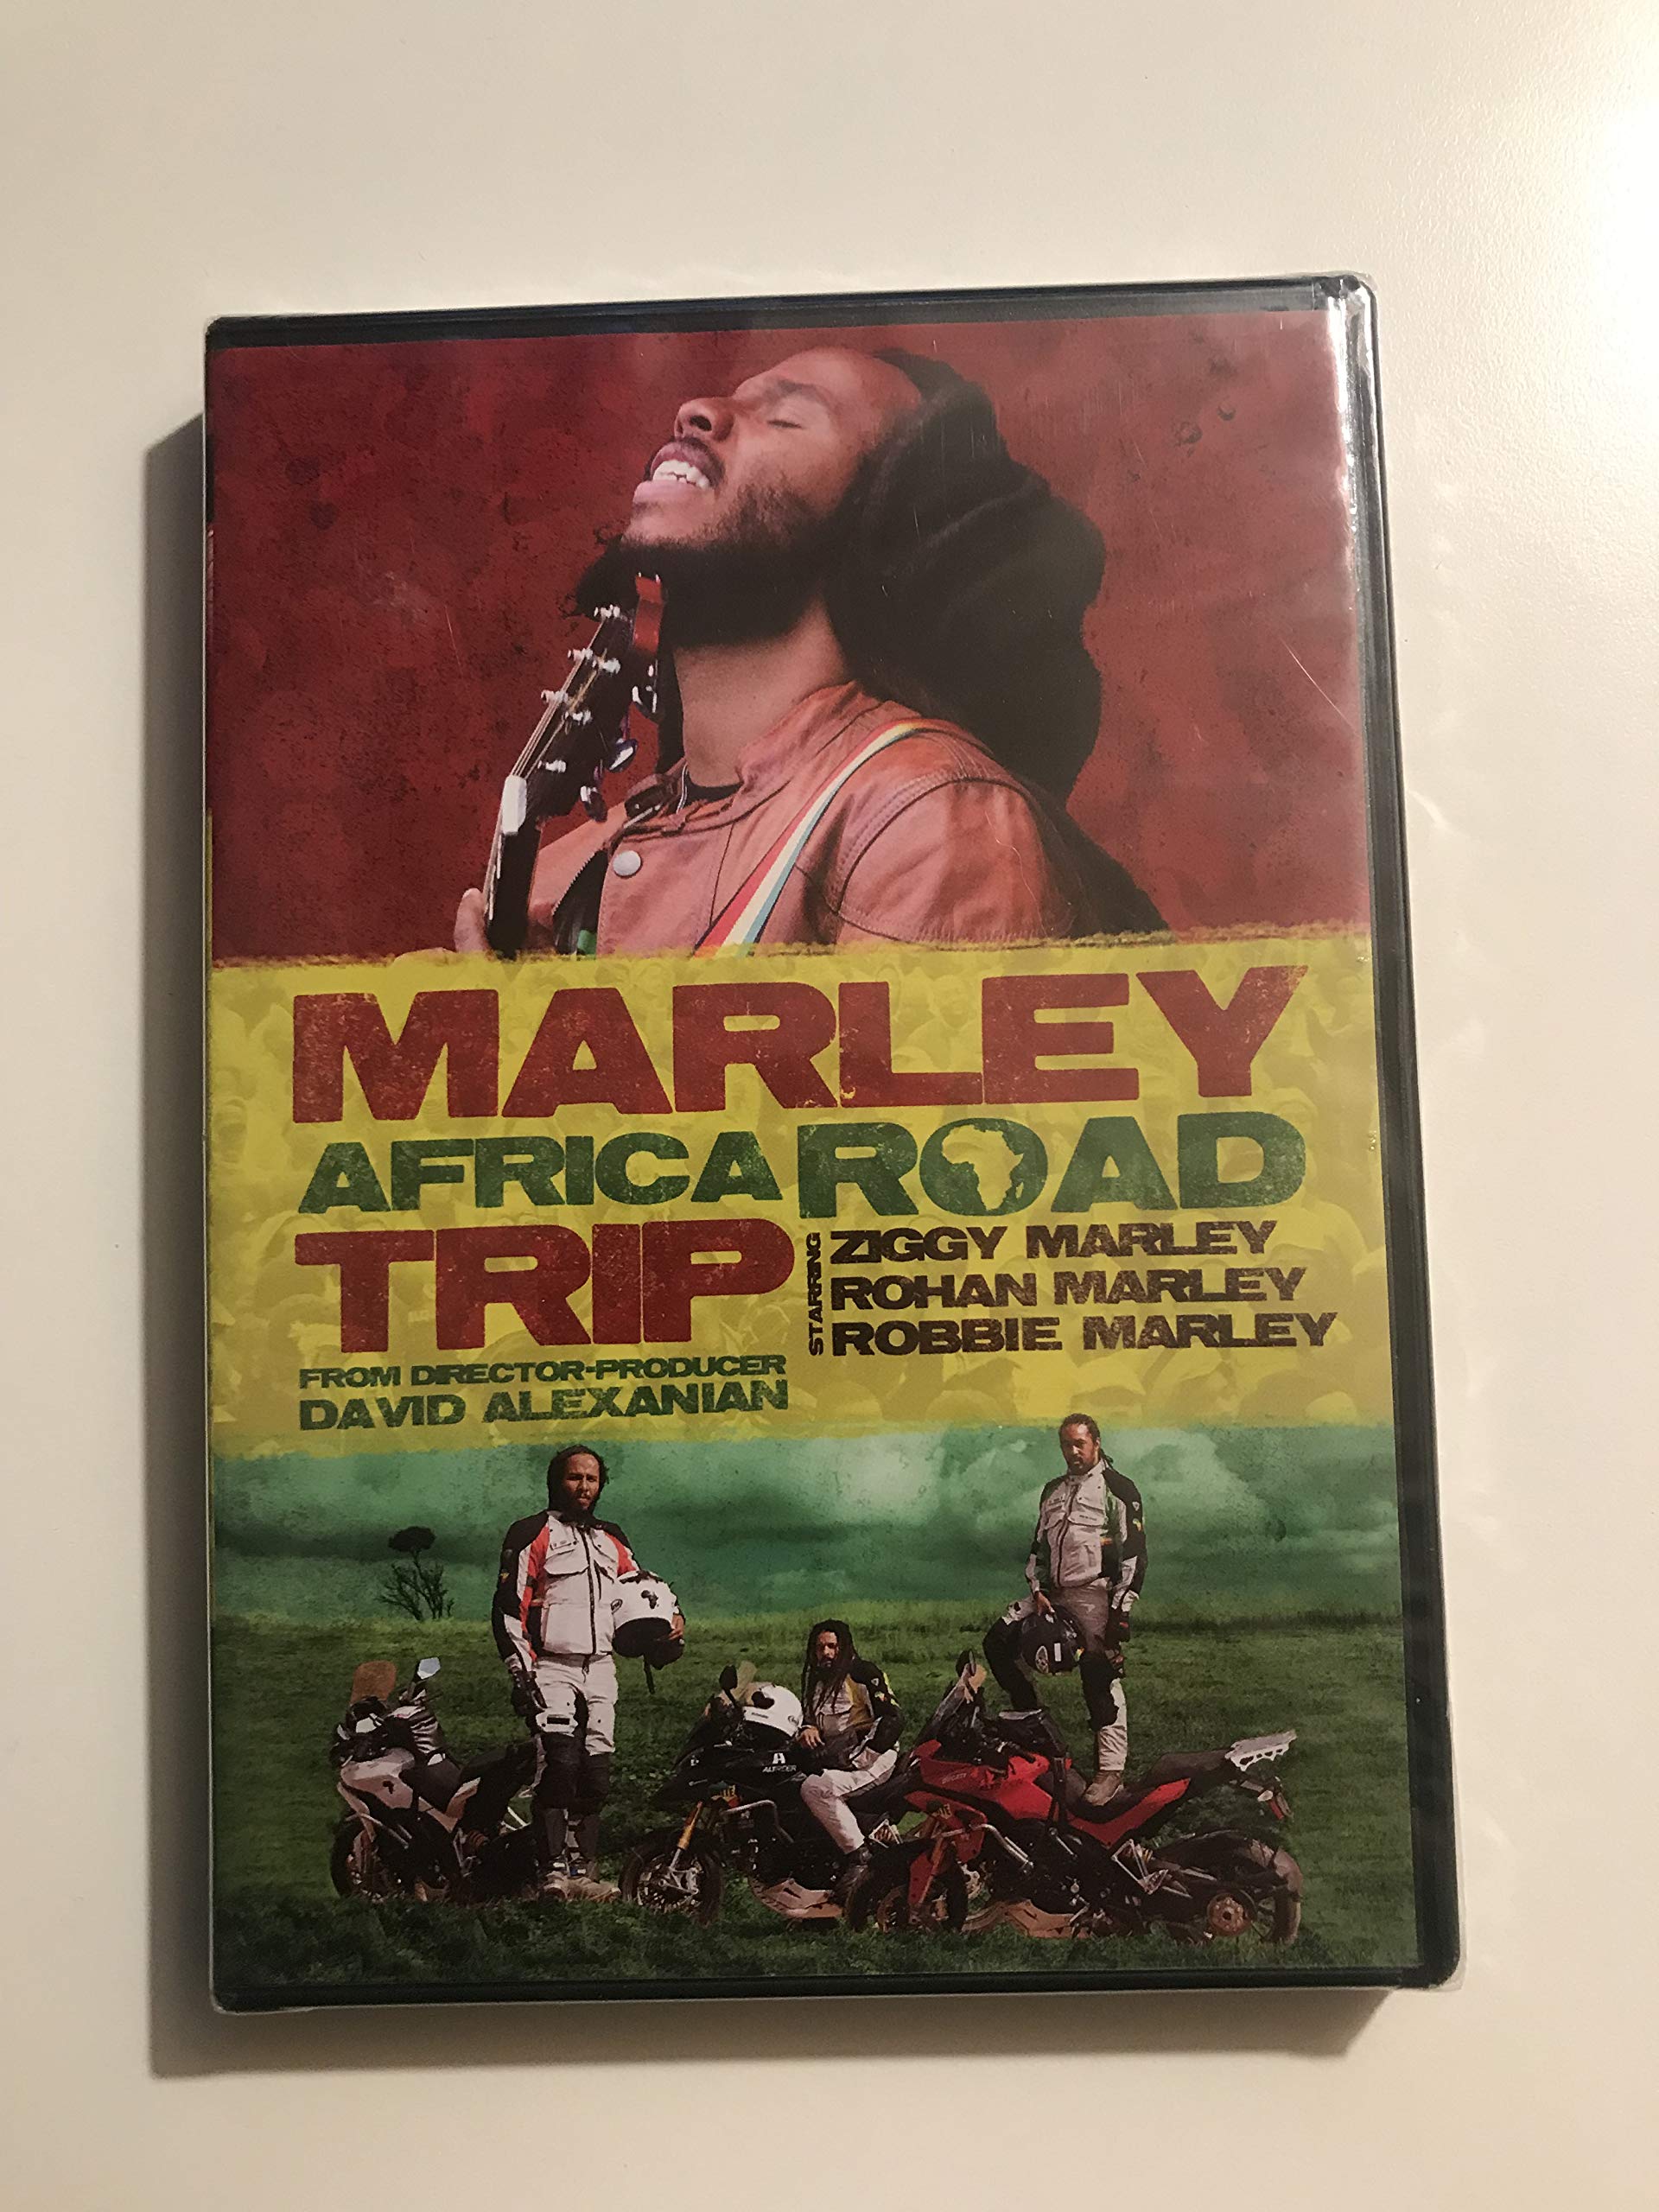 MARLEY
AFRICA ROAD
TRIP
STARRING
ZIGGY MARLEY
ROHAN MARLEY
ROBBIE MARLEY
FROM DIRECTOR-PRODUCER
DAVID ALEXANIAN